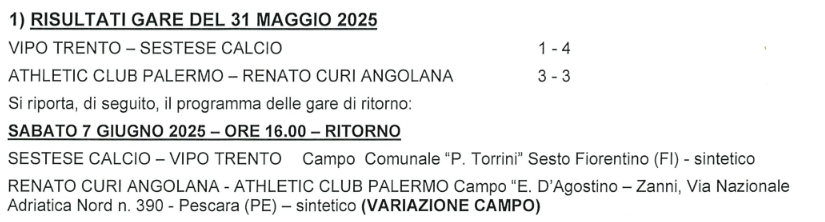 1) RISULTATI GARE DEL 31 MAGGIO 2025
VIPO TRENTO – SESTESE CALCIO 1 - 4
ATHLETIC CLUB PALERMO – RENATO CURI ANGOLANA 3 - 3
Si riporta, di seguito, il programma delle gare di ritorno:
SABATO 7 GIUGNO 2025 – ORE 16.00 – RITORNO
SESTESE CALCIO – VIPO TRENTO Campo Comunale “P. Torrini” Sesto Fiorentino (FI) - sintetico
RENATO CURI ANGOLANA - ATHLETIC CLUB PALERMO Campo “E. D’Agostino – Zanni, Via Nazionale
Adriatica Nord n. 390 - Pescara (PE) – sintetico (VARIAZIONE CAMPO)